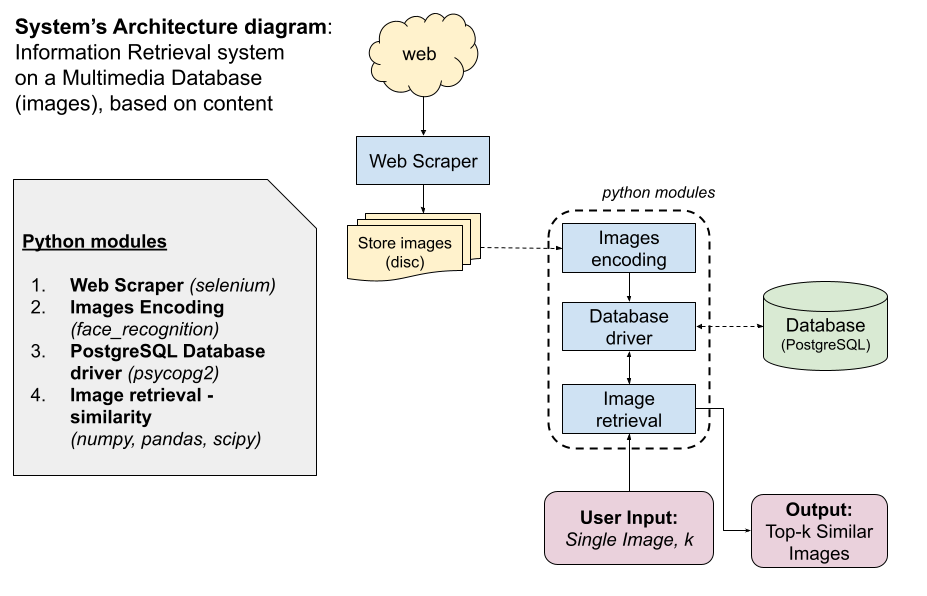 System's Architecture diagram:
Information Retrieval system
on a Multimedia Database
(images), based on content
web
Web Scraper
Store images
(disc)
python modules
Images
encoding
Database
driver
Image
retrieval
Database
(PostgreSQL)
User Input:
Single Image, k
Output:
Top-k Similar
Images
Python modules
1. Web Scraper (selenium)
2. Images Encoding
(face_recognition)
3. PostgreSQL Database
driver (psycopg2)
4. Image retrieval -
similarity
(numpy, pandas, scipy)